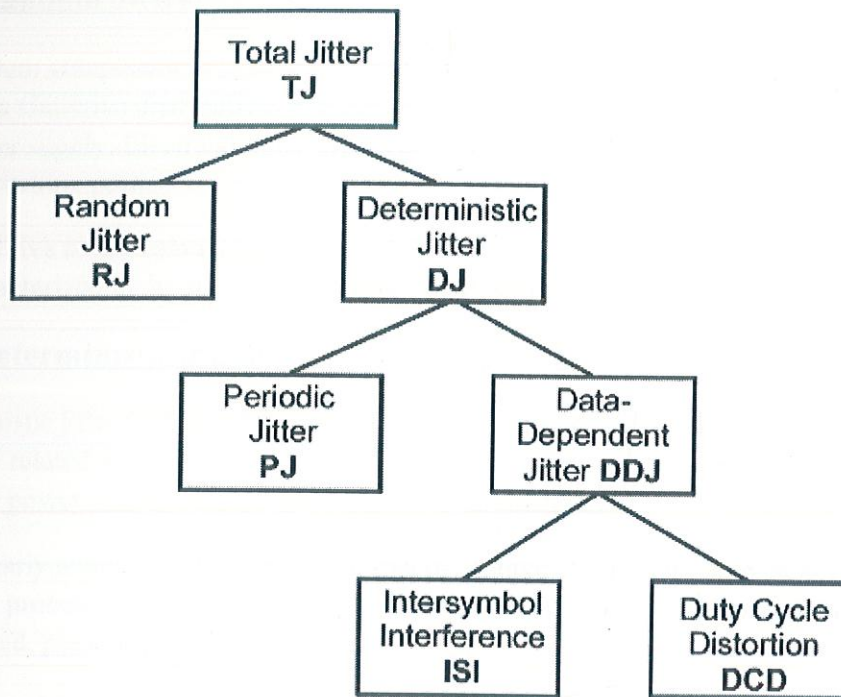 Total Jitter
TJ
Random
Jitter
RJ
Deterministic
Jitter
DJ
Periodic
Jitter
PJ
Data-
Dependent
Jitter DDJ
Intersymbol
Interference
ISI
Duty Cycle
Distortion
DCD